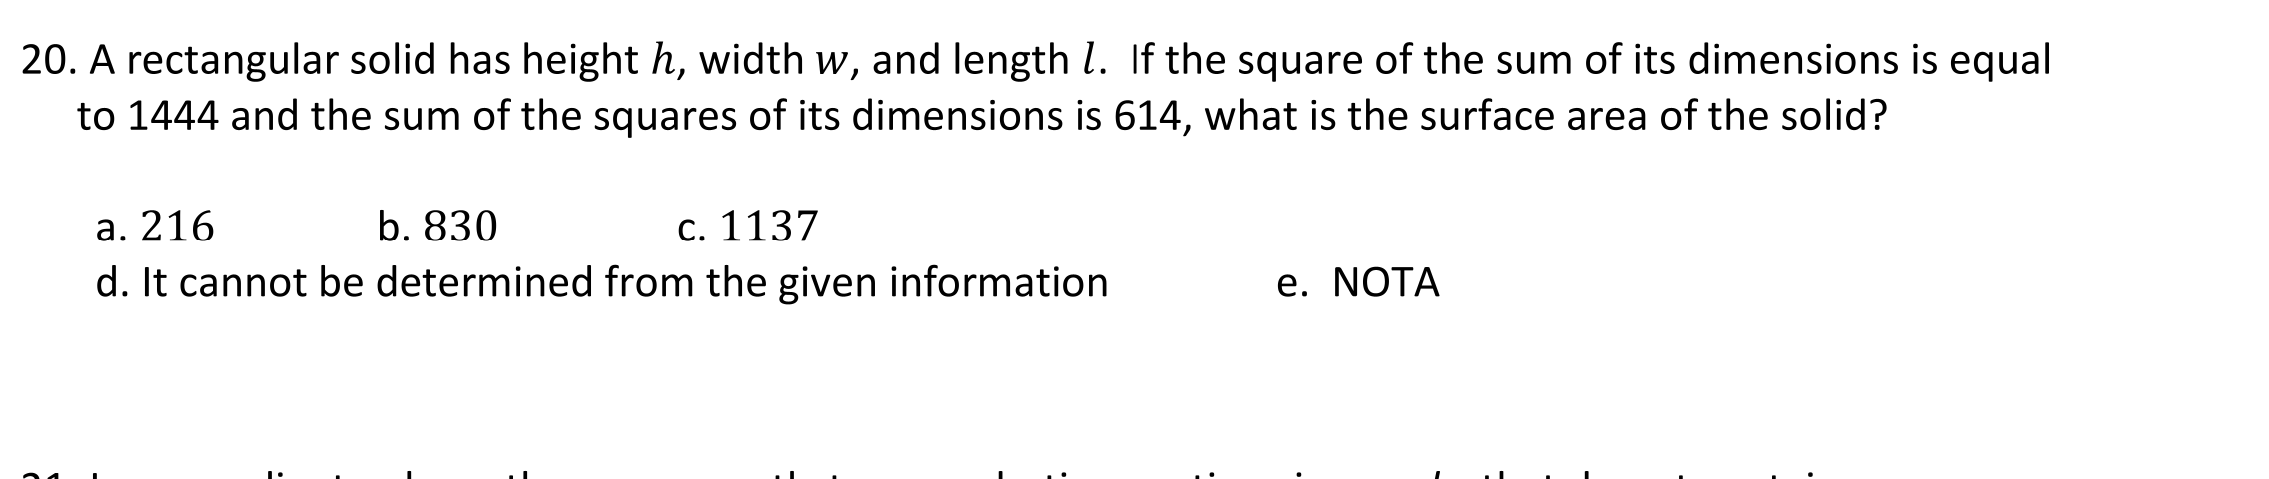 20. A rectangular solid has height h, width w, and length l. If the square of the sum of its dimensions is equal
to 1444 and the sum of the squares of its dimensions is 614, what is the surface area of the solid?
a. 216 b. 830 c. 1137
d. It cannot be determined from the given information e. NOTA